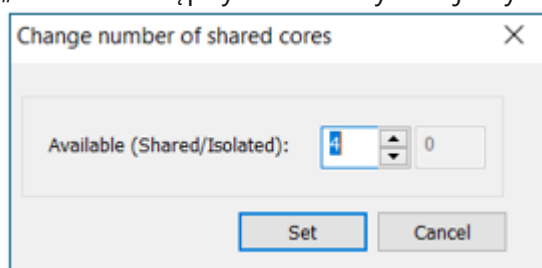 Change number of shared cores
Available (Shared/Isolated): 4 0
Set Cancel